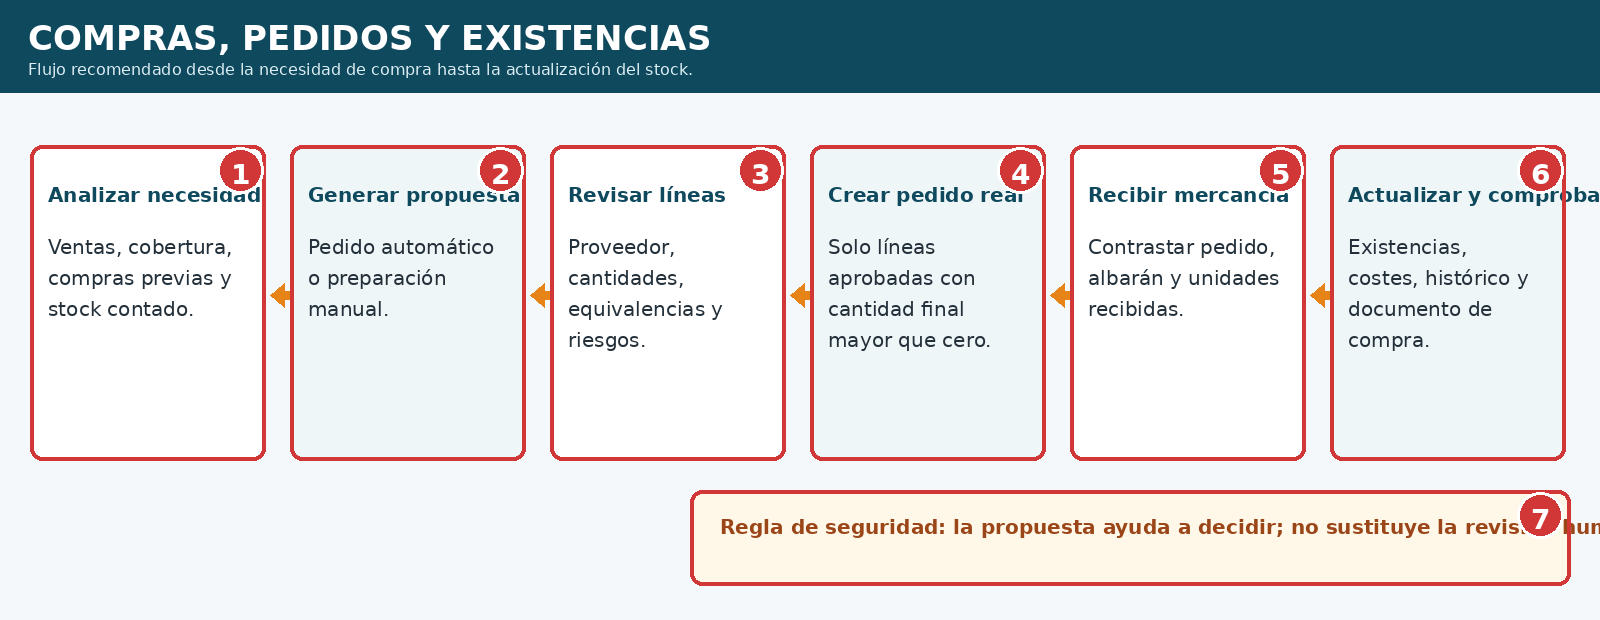 COMPRAS, PEDIDOS Y EXISTENCIAS
Flujo recomendado desde la necesidad de compra hasta la actualización del stock.
1
Analizar necesidad
Ventas, cobertura,
compras previas y
stock contado.
2
Generar propuesta
Pedido automático
o preparación
manual.
3
Revisar líneas
Proveedor,
cantidades,
equivalencias y
riesgos.
4
Crear pedido real
Solo líneas
aprobadas con
cantidad final
mayor que cero.
5
Recibir mercancía
Contrastar pedido,
albarán y unidades
recibidas.
6
Actualizar y comproba
Existencias,
costes, histórico y
documento de
compra.
7
Regla de seguridad: la propuesta ayuda a decidir; no sustituye la